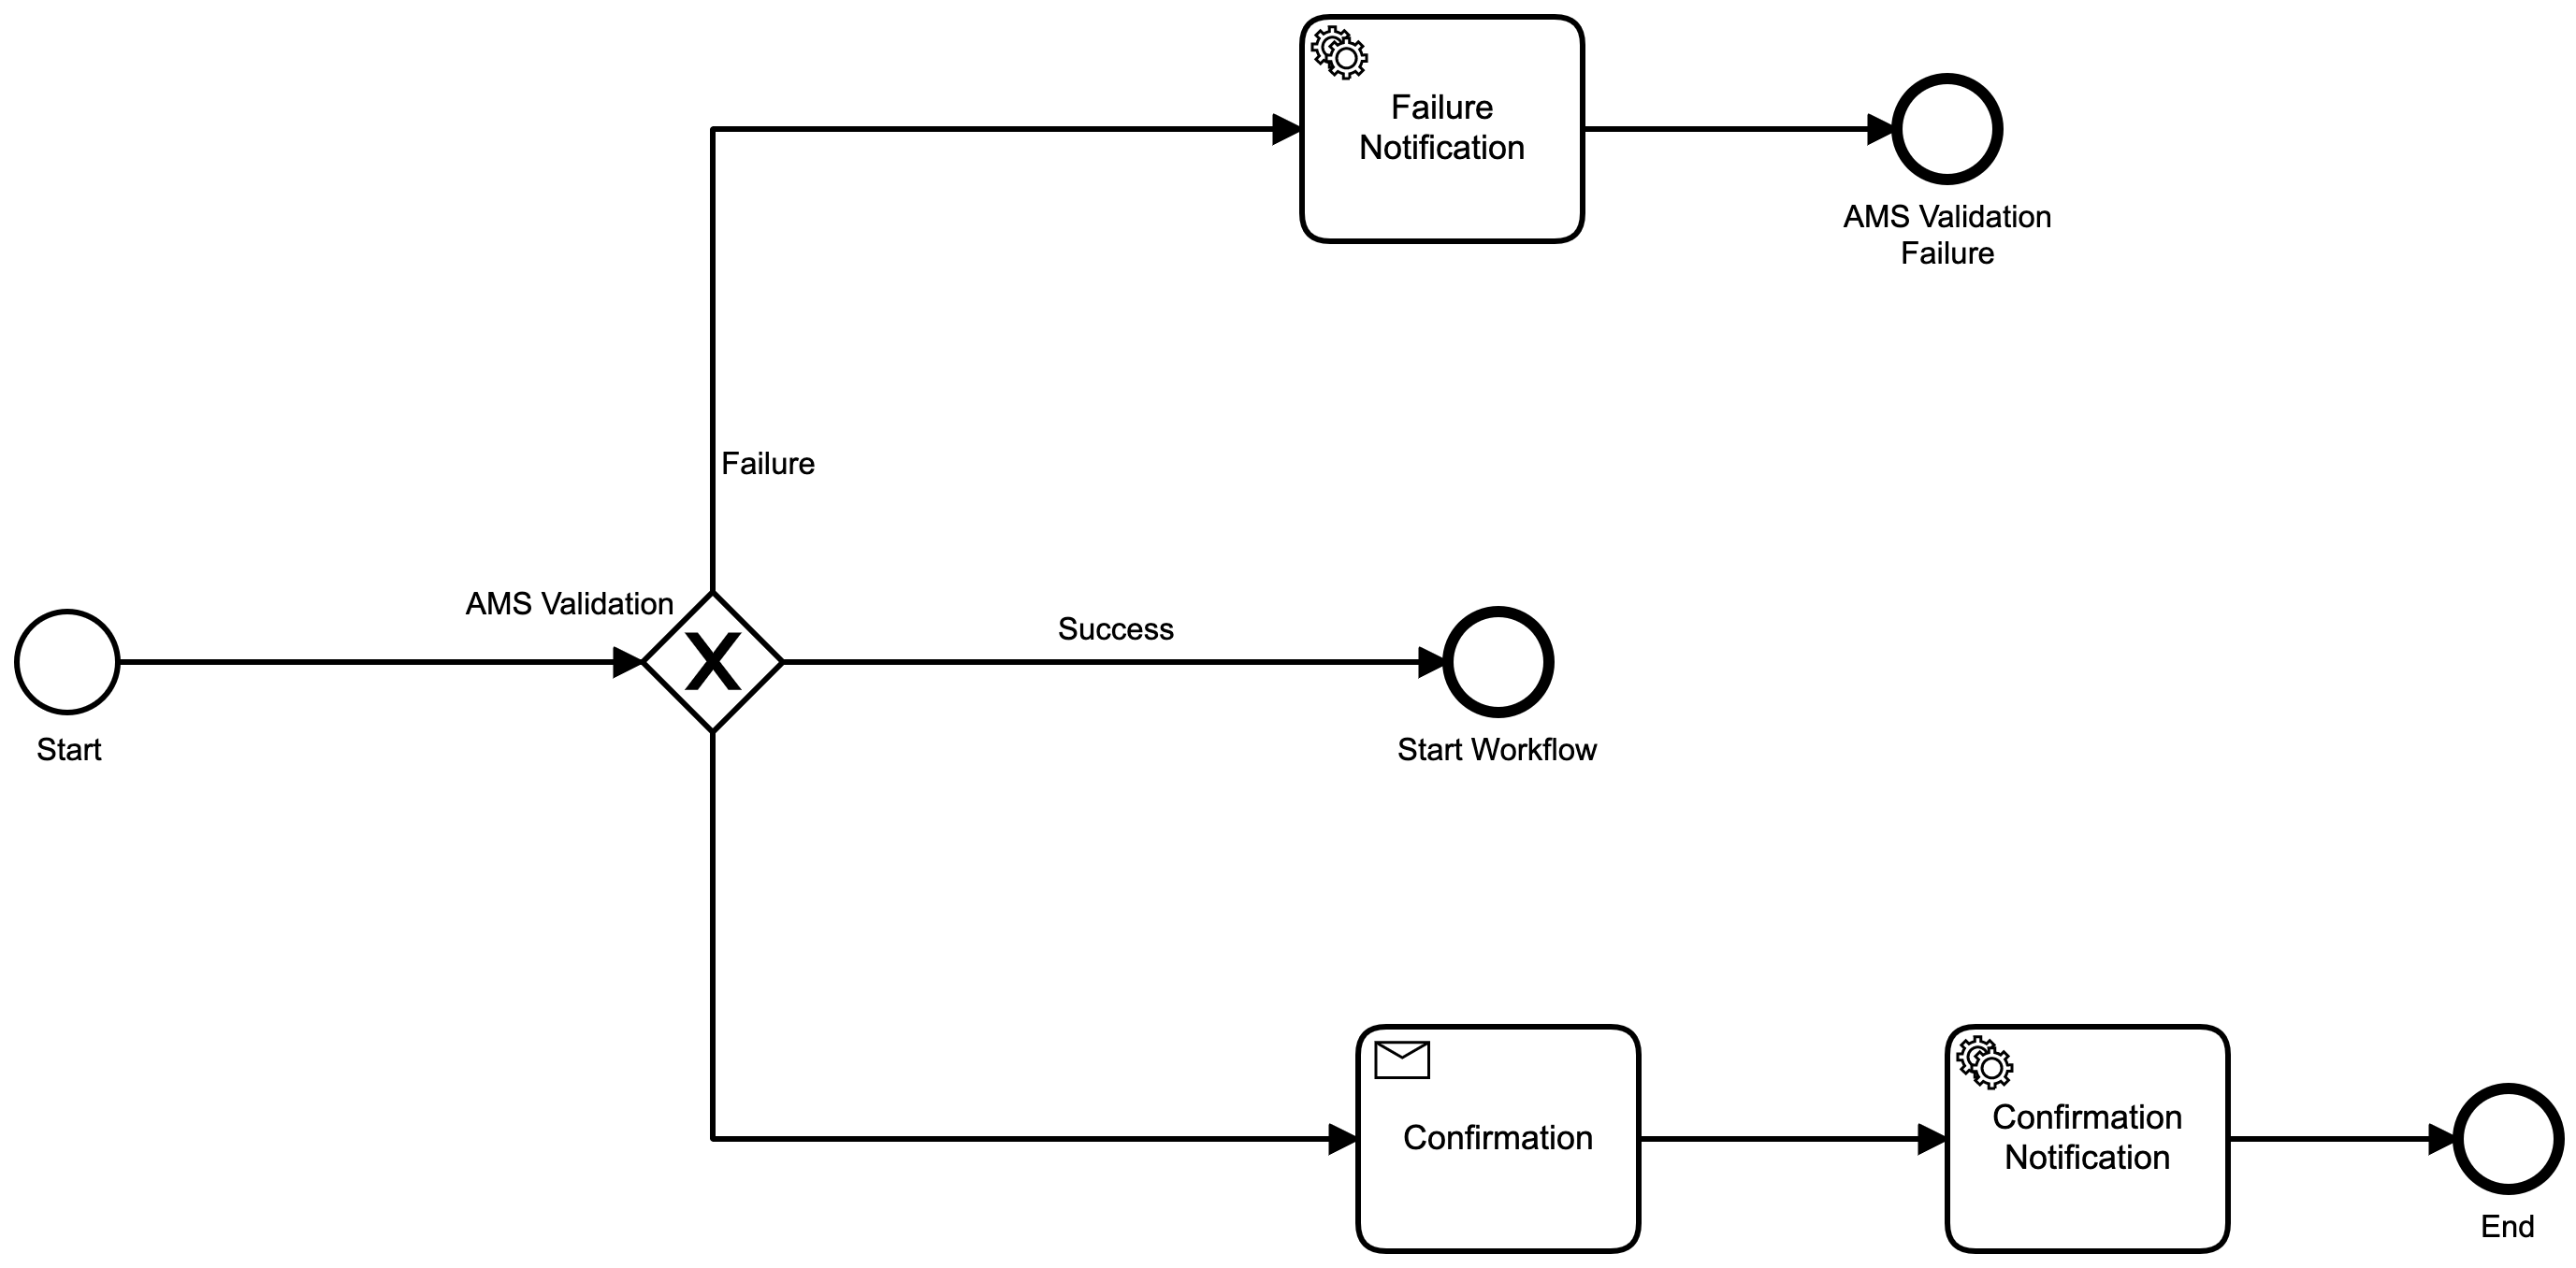 Failure
Notification
AMS Validation
Failure
Failure
AMS Validation
X
Success
Start
Start Workflow
Confirmation
Confirmation
Notification
End